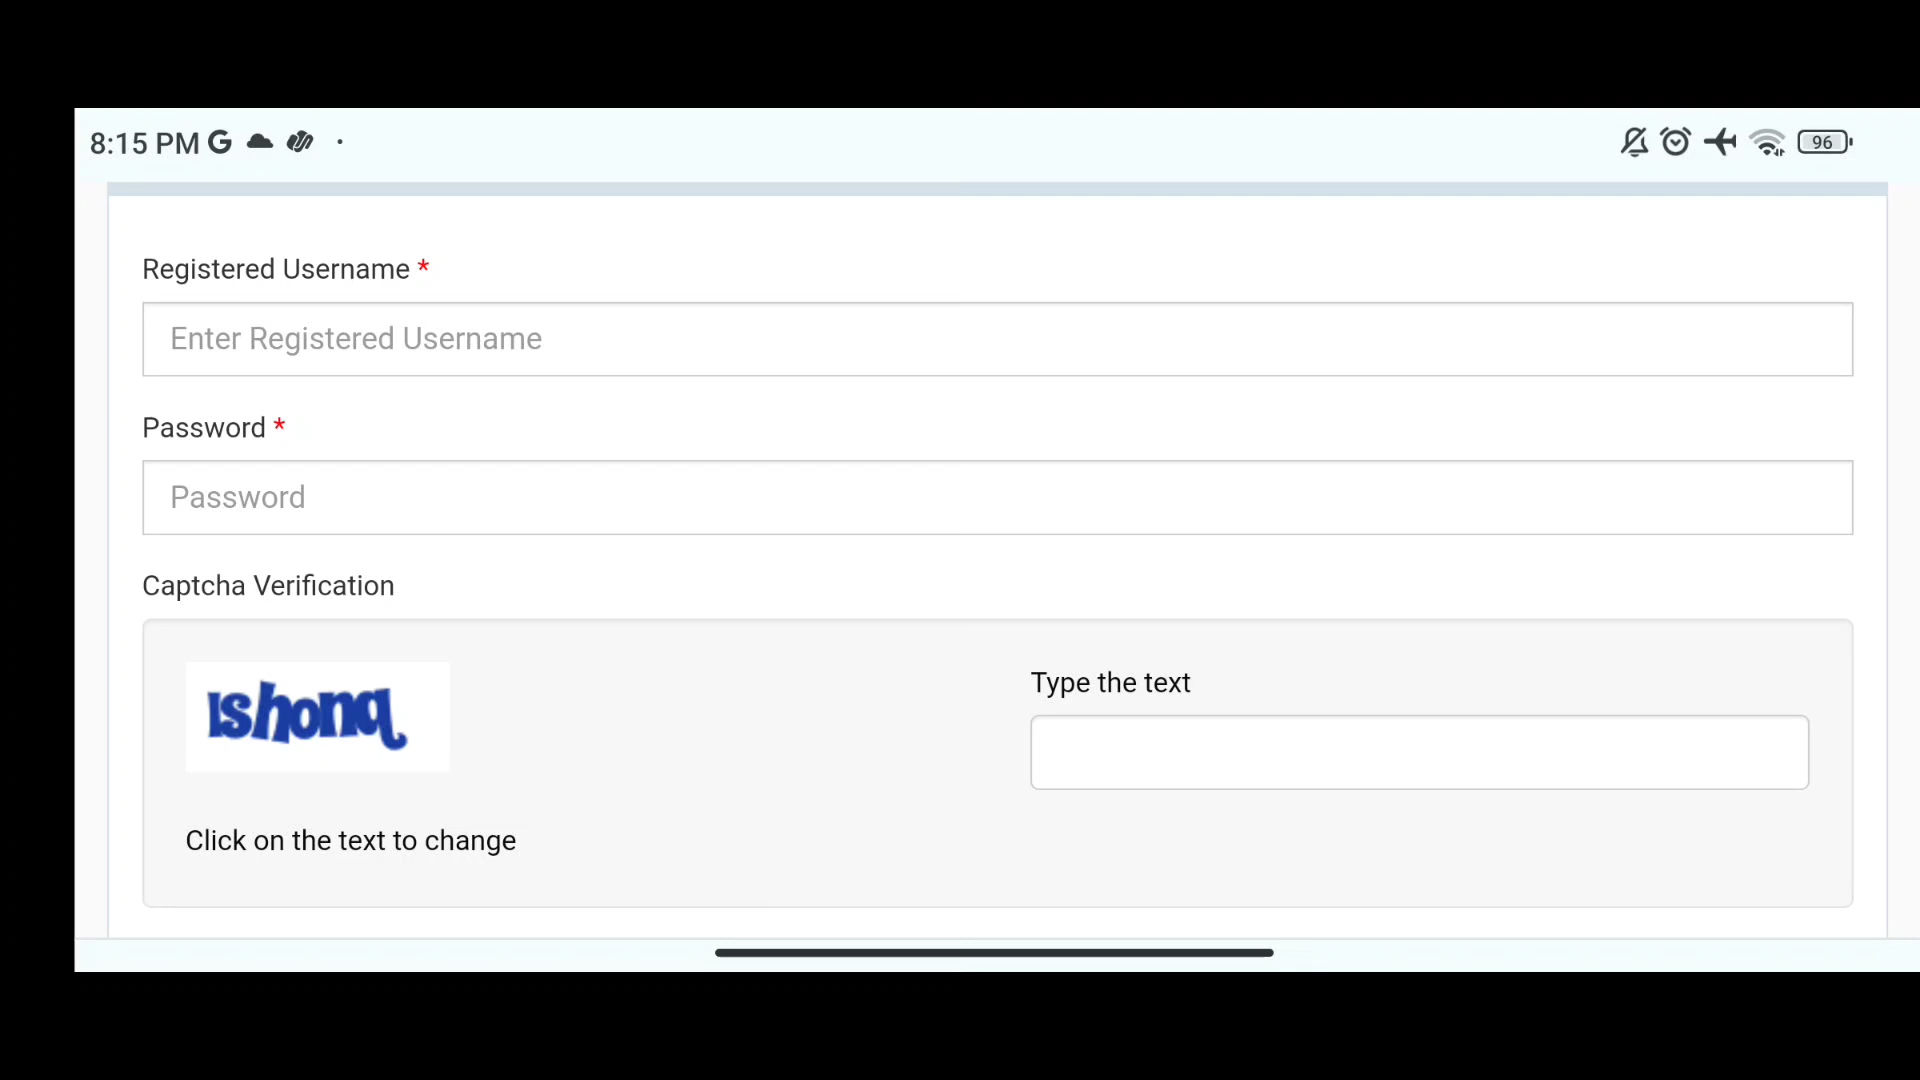 8:15 PM
96
Registered Username *
Enter Registered Username
Password *
Password
Captcha Verification
Type the text
Click on the text to change